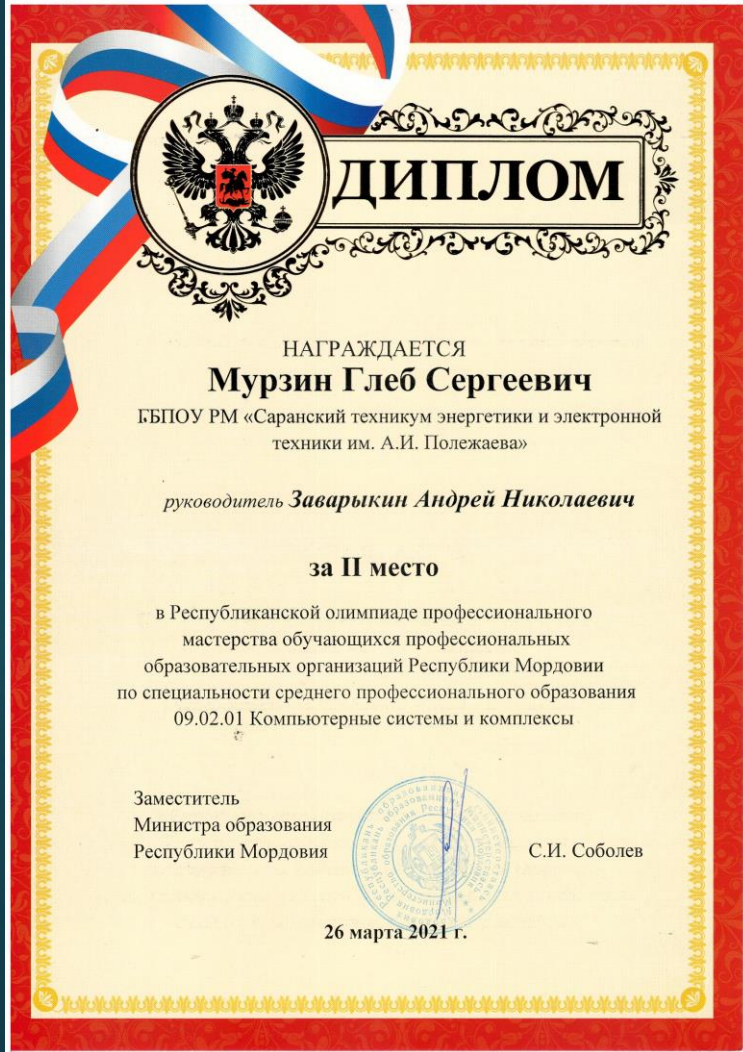 ДИПЛОМ
НАГРАЖДАЕТСЯ
Мурзин Глеб Сергеевич
ГБПОУ РМ «Саранский техникум энергетики и электронной
техники им. А.И. Полежаева»
руководитель Заварыкин Андрей Николаевич
за II место
в Республиканской олимпиаде профессионального
мастерства обучающихся профессиональных
образовательных организаций Республики Мордовии
по специальности среднего профессионального образования
09.02.01 Компьютерные системы и комплексы
Заместитель
Министра образования
Республики Мордовия
С.И. Соболев
26 марта 2021 г.